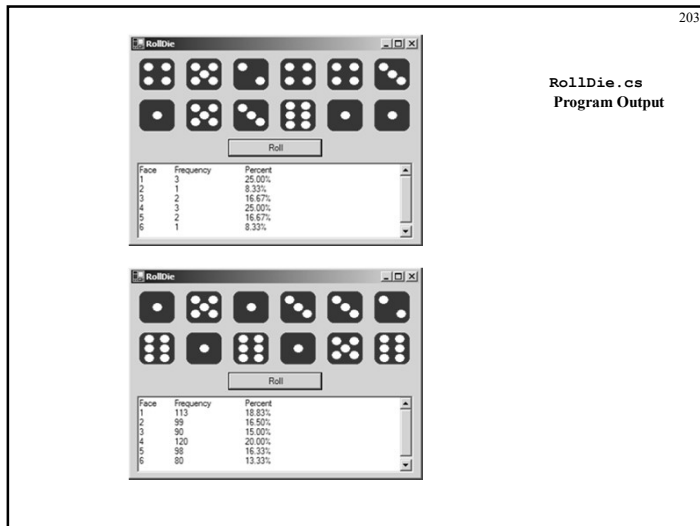 203
RollDie
RollDie.cs
Program Output
Roll
Face Frequency Percent
1 3 25.00%
2 1 8.33%
3 2 16.67%
4 3 25.00%
5 2 16.67%
6 1 8.33%
RollDie
Roll
Face Frequency Percent
1 113 18.83%
2 99 16.50%
3 90 15.00%
4 120 20.00%
5 98 16.33%
6 80 13.33%